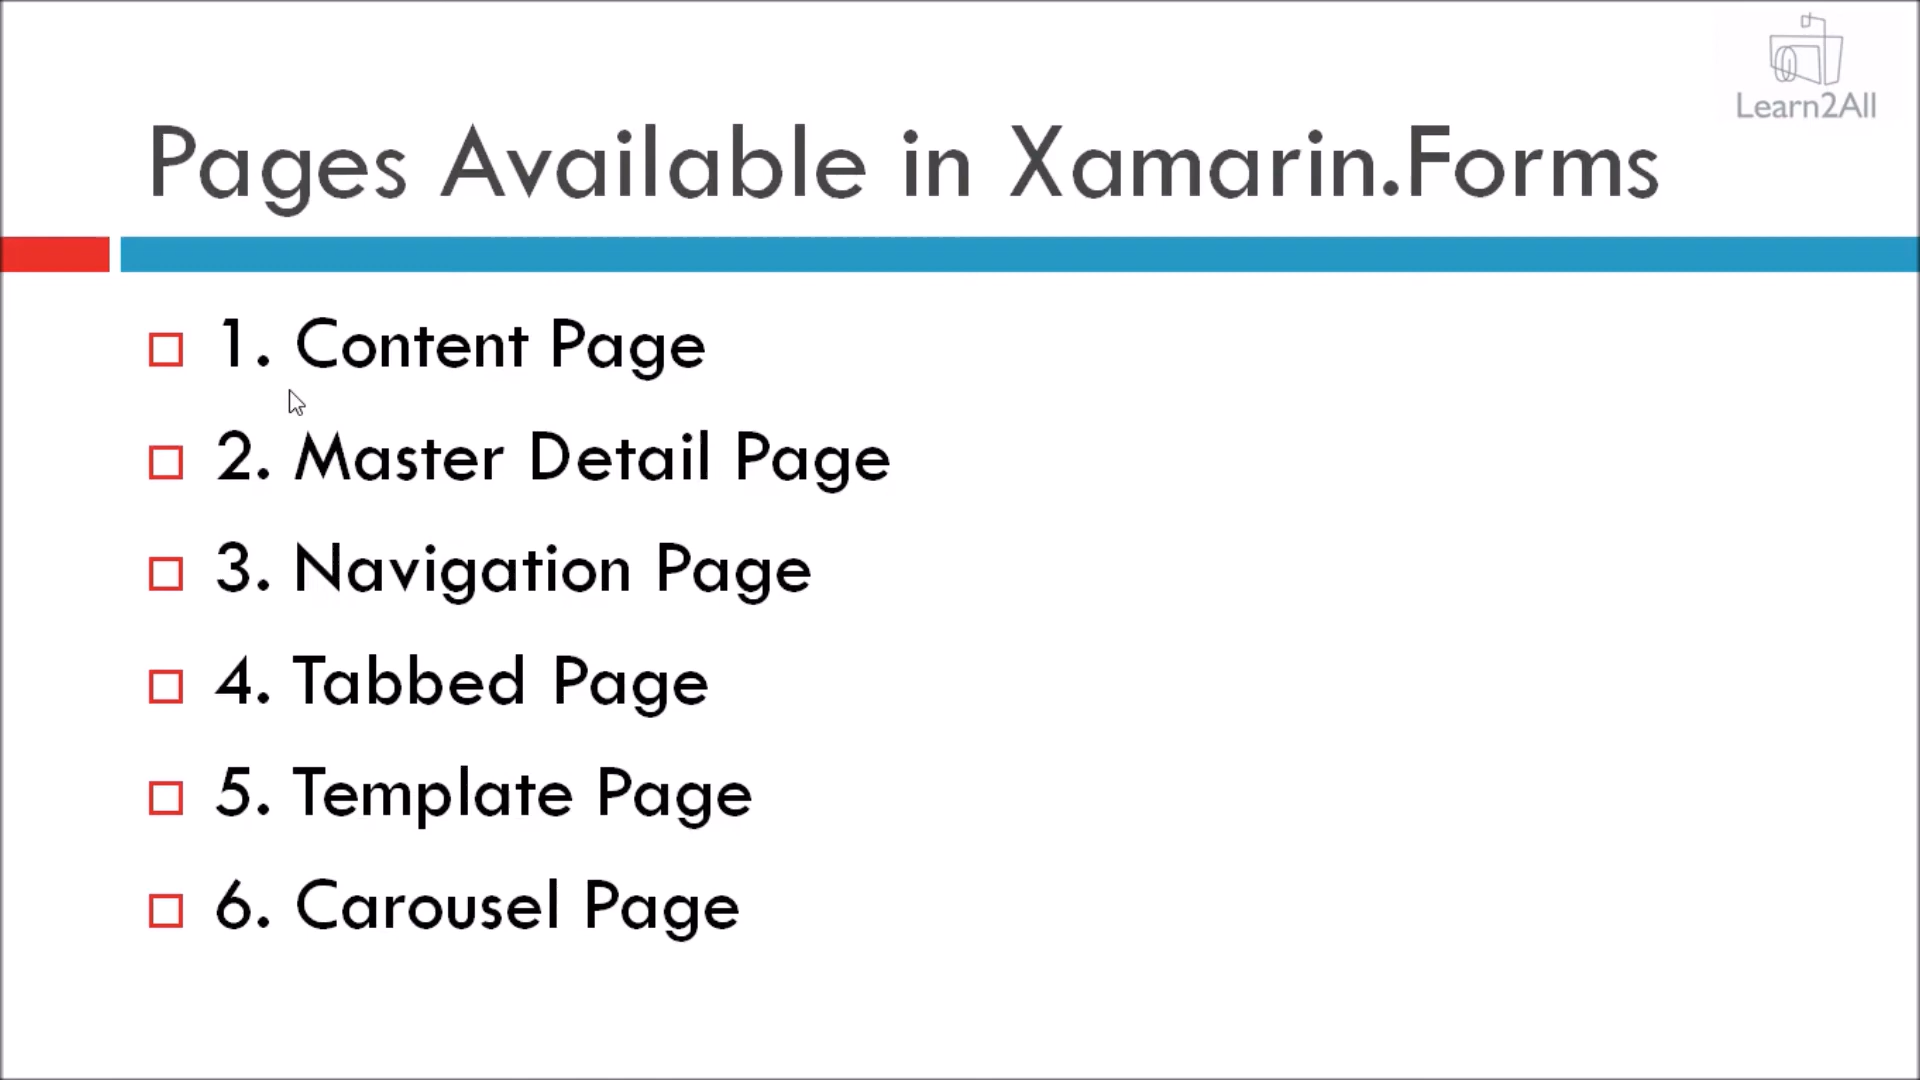 Learn2All
Pages Available in Xamarin.Forms
1. Content Page
2. Master Detail Page
3. Navigation Page
4. Tabbed Page
5. Template Page
6. Carousel Page